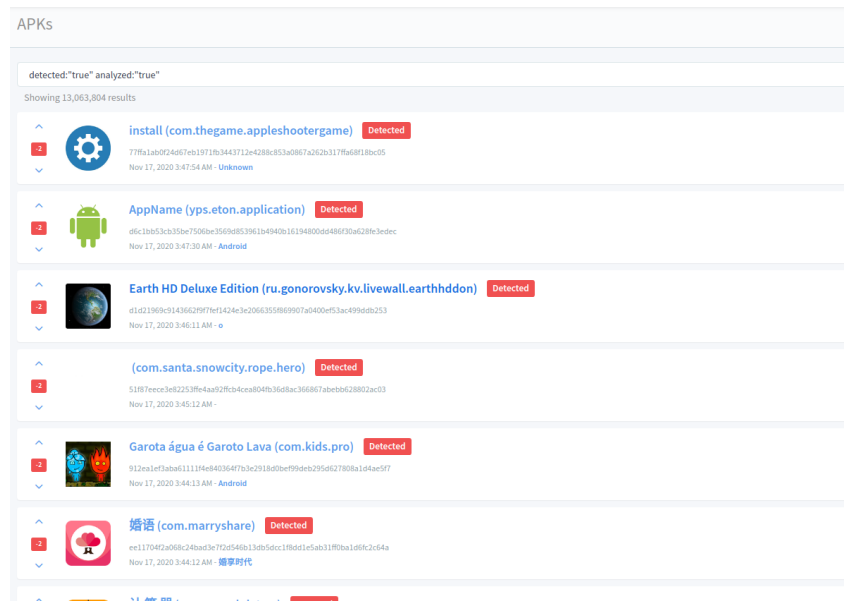 APKs
detected:"true" analyzed:"true"
Showing 13,063,804 results
install (com.thegame.appleshootergame) Detected
-2
77ffa1ab0f24d67eb1971fb3443712e4288c853a0867a262b317ffa68f18bc05
Nov 17, 2020 3:47:54 AM - Unknown
AppName (yps.eton.application) Detected
-2
d6c1bb53cb35be7506be3569d853961b4940b16194800dd486f30a628fe3edec
Nov 17, 2020 3:47:30 AM - Android
Earth HD Deluxe Edition (ru.gonorovsky.kv.livewall.earthhddon) Detected
-2
d1d21969c9143662f9f7fef1424e3e2066355f869907a0400ef53ac499ddb253
Nov 17, 2020 3:46:11 AM - o
(com.santa.snowcity.rope.hero) Detected
-2
51f87eece3e82253ffe4aa92ffcb4cea804fb36d8ac366867abebb628802ac03
Nov 17, 2020 3:45:12 AM -
Garota água é Garoto Lava (com.kids.pro) Detected
-2
912ea1ef3aba61111f4e840364f7b3e2918d0bef99deb295d627808a1d4ae5f7
Nov 17, 2020 3:44:13 AM - Android
婚语 (com.marryshare) Detected
-2
ee11704f2a068c24bad3e7f2d546b13db5dcc1f8dd1e5ab31ff0ba1d6fc2c64a
Nov 17, 2020 3:44:12 AM - 婚享时代